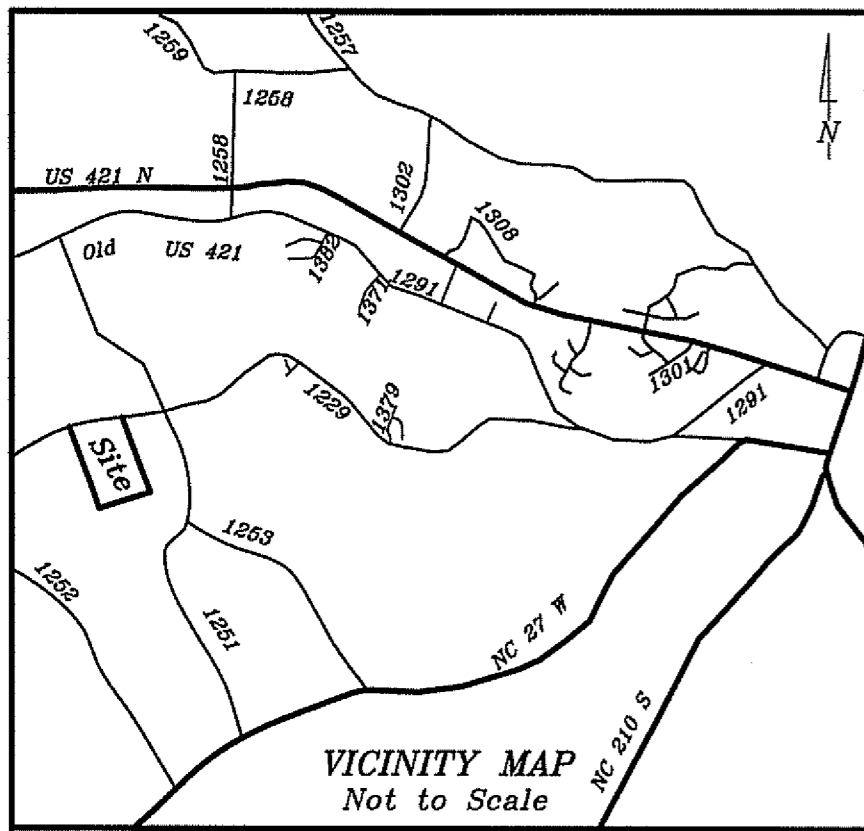 1259
1257
1258
1258
N
US 421 N
1302
1308
Old US 421
1382
1371
1291
1301
1229
1379
1291
Site
1253
1252
1251
NC 27 W
NC 210 S
VICINITY MAP
Not to Scale